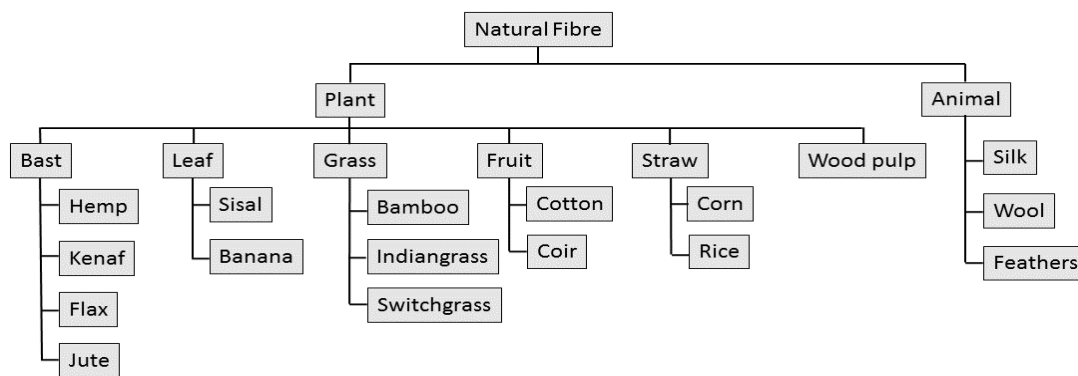 Natural Fibre
Plant
Animal
Bast
Leaf
Grass
Fruit
Straw
Wood pulp
Silk
Wool
Feathers
Hemp
Kenaf
Flax
Jute
Sisal
Banana
Bamboo
Indiangrass
Switchgrass
Cotton
Coir
Corn
Rice